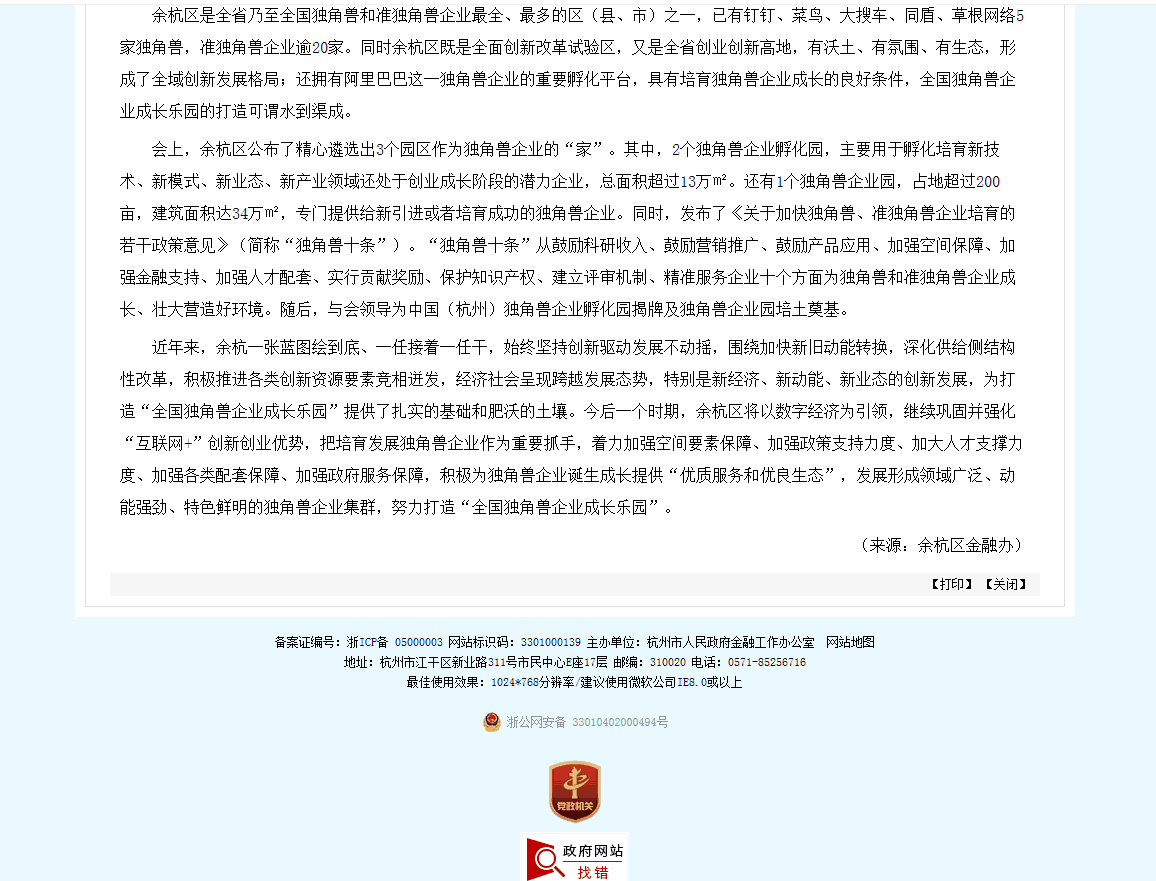 余杭区是全省乃至全国独角兽和准独角兽企业最全、最多的区（县、市）之一，已有钉钉、菜鸟、大搜车、同盾、草根网络5
家独角兽，准独角兽企业逾20家。同时余杭区既是全面创新改革试验区，又是全省创业创新高地，有沃土、有氛围、有生态，形
成了全域创新发展格局；还拥有阿里巴巴这一独角兽企业的重要孵化平台，具有培育独角兽企业成长的良好条件，全国独角兽企
业成长乐园的打造可谓水到渠成。
会上，余杭区公布了精心遴选出3个园区作为独角兽企业的“家”。其中，2个独角兽企业孵化园，主要用于孵化培育新技
术、新模式、新业态、新产业领域还处于创业成长阶段的潜力企业，总面积超过13万㎡。还有1个独角兽企业园，占地超过200
亩，建筑面积达34万㎡，专门提供给新引进或者培育成功的独角兽企业。同时，发布了《关于加快独角兽、准独角兽企业培育的
若干政策意见》（简称“独角兽十条”）。“独角兽十条”从鼓励科研收入、鼓励营销推广、鼓励产品应用、加强空间保障、加
强金融支持、加强人才配套、实行贡献奖励、保护知识产权、建立评审机制、精准服务企业十个方面为独角兽和准独角兽企业成
长、壮大营造好环境。随后，与会领导为中国（杭州）独角兽企业孵化园揭牌及独角兽企业园培土奠基。
近年来，余杭一张蓝图绘到底、一任接着一任干，始终坚持创新驱动发展不动摇，围绕加快新旧动能转换，深化供给侧结构
性改革，积极推进各类创新资源要素竞相迸发，经济社会呈现跨越发展态势，特别是新经济、新动能、新业态的创新发展，为打
造“全国独角兽企业成长乐园”提供了扎实的基础和肥沃的土壤。今后一个时期，余杭区将以数字经济为引领，继续巩固并强化
“互联网+”创新创业优势，把培育发展独角兽企业作为重要抓手，着力加强空间要素保障、加强政策支持力度、加大人才支撑力
度、加强各类配套保障、加强政府服务保障，积极为独角兽企业诞生成长提供“优质服务和优良生态”，发展形成领域广泛、动
能强劲、特色鲜明的独角兽企业集群，努力打造“全国独角兽企业成长乐园”。
（来源：余杭区金融办）
【打印】 【关闭】
备案证编号：浙ICP备 05000003 网站标识码：3301000139 主办单位：杭州市人民政府金融工作办公室 网站地图
地址：杭州市江干区新业路311号市民中心E座17层 邮编：310020 电话：0571-85256716
最佳使用效果：1024*768分辨率/建议使用微软公司IE8.0或以上
浙公网安备 33010402000494号
党政机关
政府网站
找错